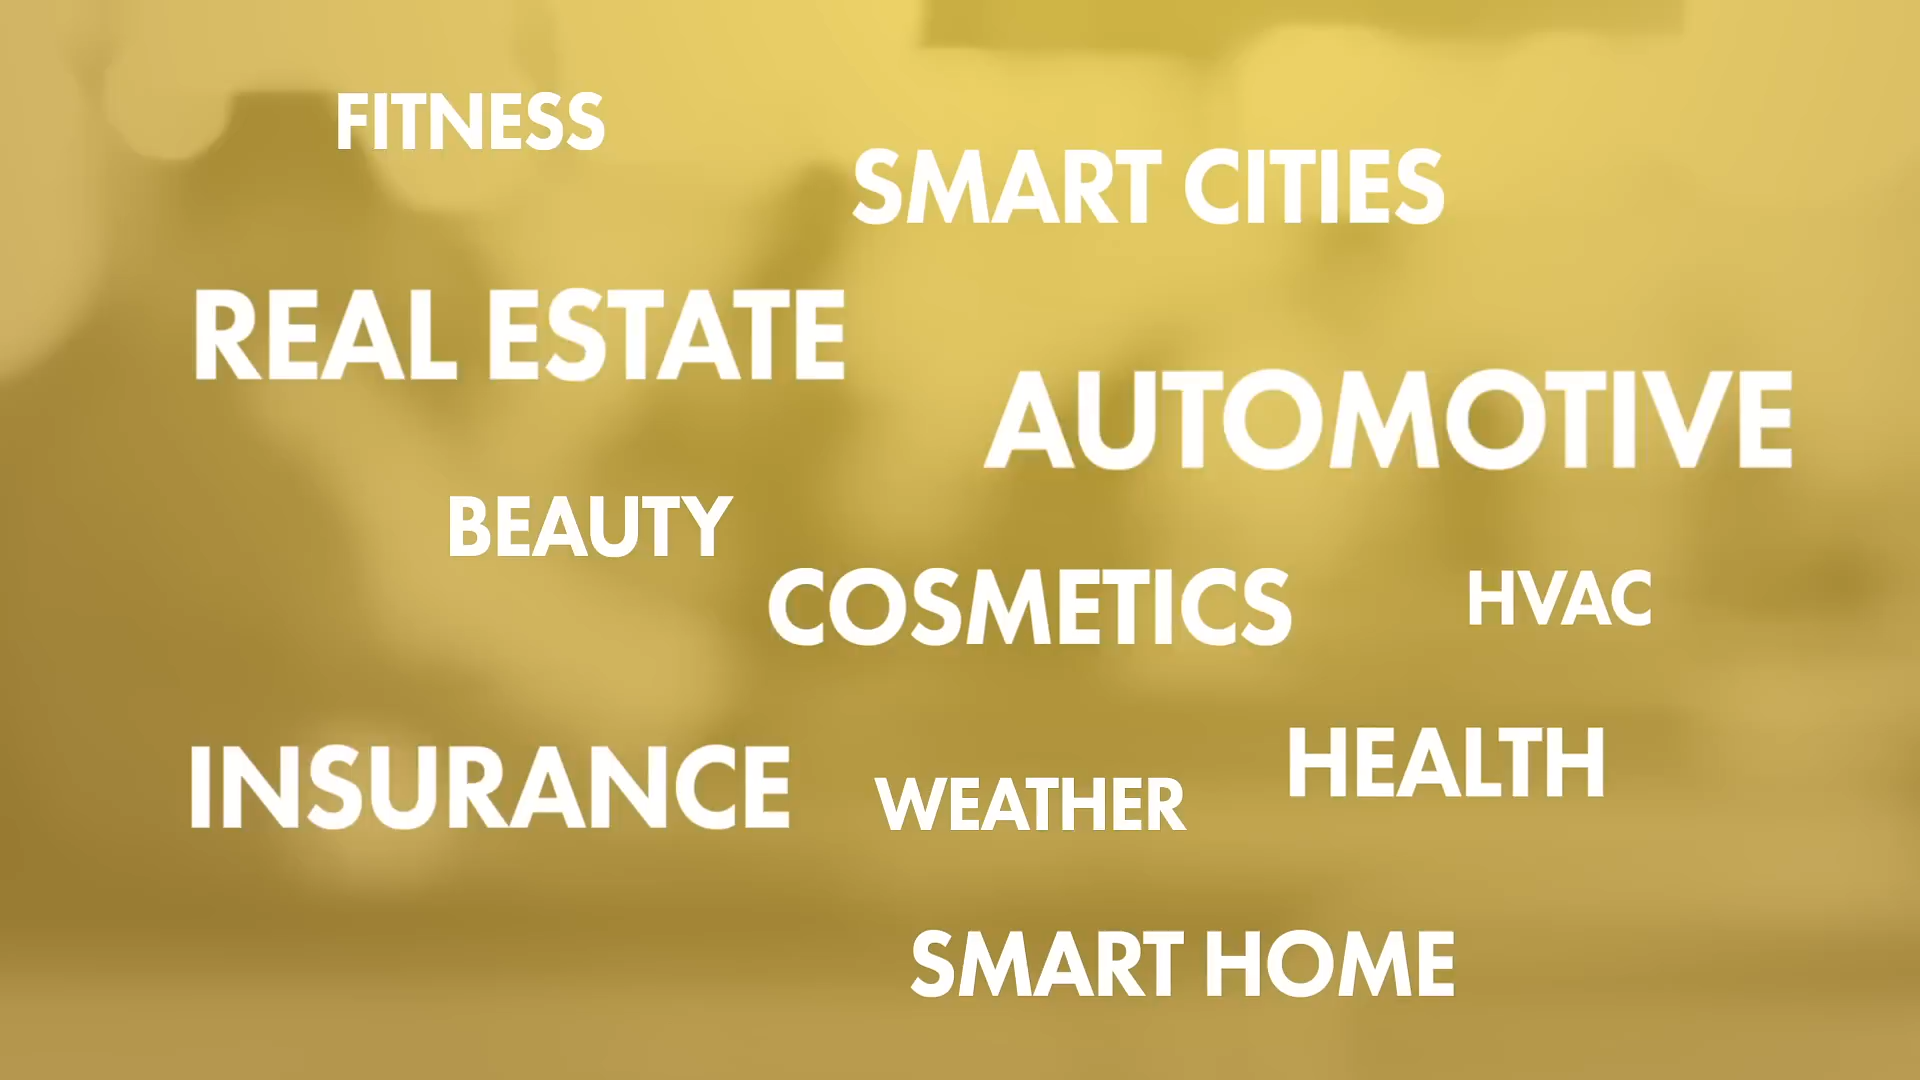 FITNESS
SMART CITIES
REAL ESTATE
AUTOMOTIVE
BEAUTY
COSMETICS
HVAC
INSURANCE
WEATHER
HEALTH
SMART HOME